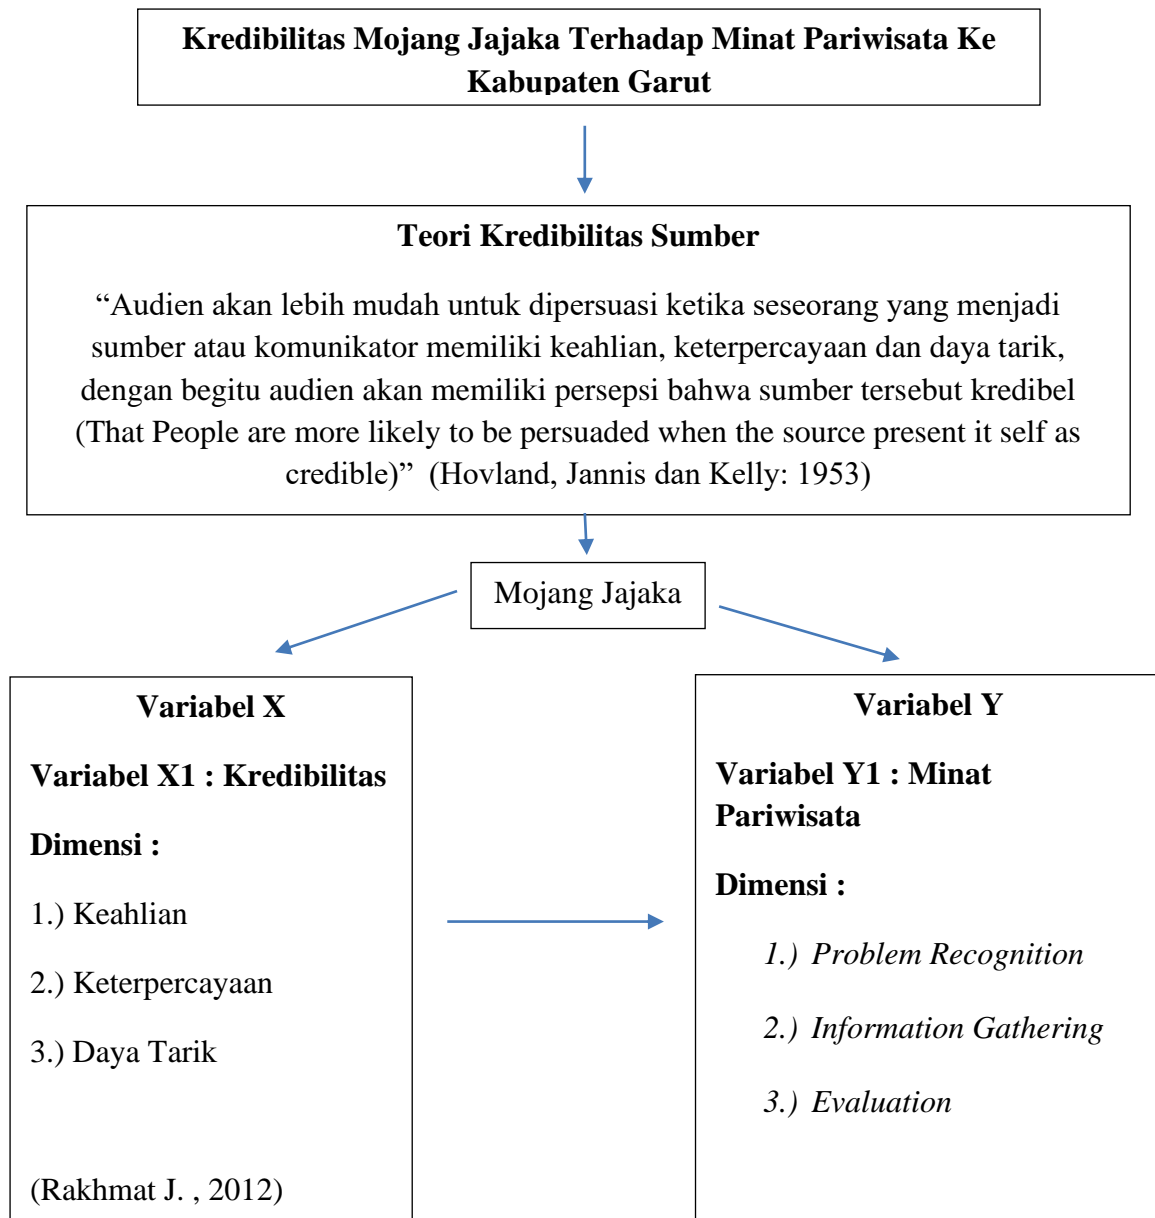 Kredibilitas Mojang Jajaka Terhadap Minat Pariwisata Ke
Kabupaten Garut
Teori Kredibilitas Sumber
“Audien akan lebih mudah untuk dipersuasi ketika seseorang yang menjadi
sumber atau komunikator memiliki keahlian, keterpercayaan dan daya tarik,
dengan begitu audien akan memiliki persepsi bahwa sumber tersebut kredibel
(That People are more likely to be persuaded when the source present it self as
credible)” (Hovland, Jannis dan Kelly: 1953)
Mojang Jajaka
Variabel X
Variabel X1 : Kredibilitas
Dimensi :
1.) Keahlian
2.) Keterpercayaan
3.) Daya Tarik
(Rakhmat J. , 2012)
Variabel Y
Variabel Y1 : Minat
Pariwisata
Dimensi :
1.) Problem Recognition
2.) Information Gathering
3.) Evaluation